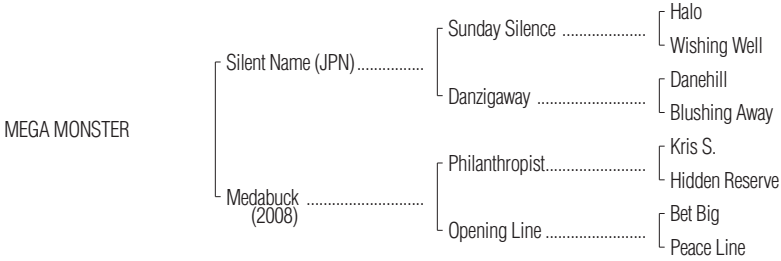 Halo
Sunday Silence ....................
Wishing Well
Silent Name (JPN) ................
Danehill
Danzigaway ..........................
Blushing Away
MEGA MONSTER
Kris S.
Philanthropist........................
Hidden Reserve
Medabuck ............................
(2008)
Bet Big
Opening Line ........................
Peace Line